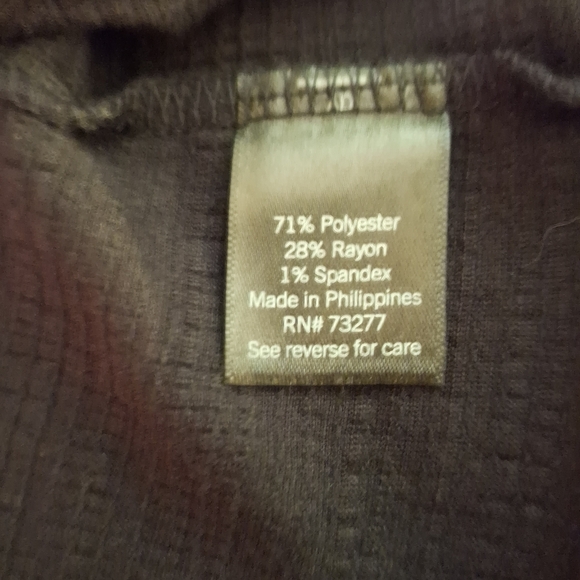 71% Polyester
28% Rayon
1% Spandex
Made in Philippines
RN# 73277
See reverse for care